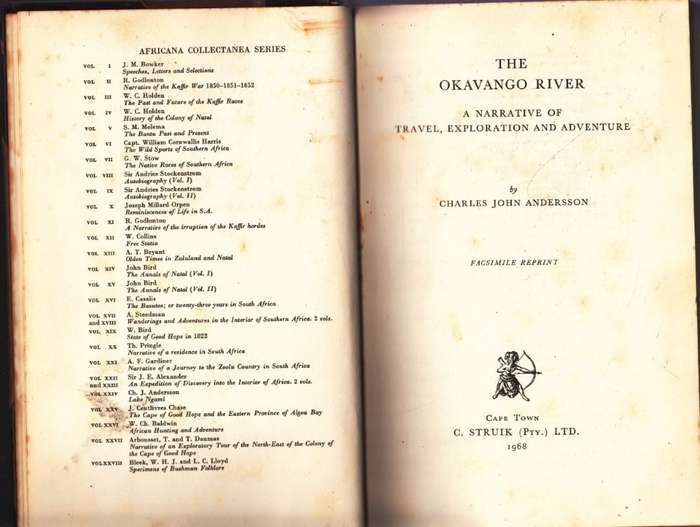 AFRICANA COLLECTANEA SERIES
VOL I J. M. Bowker
Speeches, Letters and Selections
VOL II R. Godlonton
Narrative of the Kaffir War 1850-1851-1852
VOL III W. C. Holden
The Past and Future of the Kaffir Races
VOL IV W. C. Holden
History of the Colony of Natal
VOL V S. M. Molema
The Bantu Past and Present
VOL VI Capt. William Cornwallis Harris
The Wild Sports of Southern Africa
VOL VII G. W. Stow
The Native Races of Southern Africa
VOL VIII Sir Andries Stockenstrom
Autobiography (Vol. I)
VOL IX Sir Andries Stockenstrom
Autobiography (Vol. II)
VOL X Joseph Millard Orpen
Reminiscences of Life in S.A.
VOL XI R. Godlonton
A Narrative of the irruption of the Kaffir hordes
VOL XII W. Collins
Free Statia
VOL XIII A. T. Bryant
Olden Times in Zululand and Natal
VOL XIV John Bird
The Annals of Natal (Vol. I)
VOL XV John Bird
The Annals of Natal (Vol. II)
VOL XVI E. Casalis
The Basutos; or twenty-three years in South Africa
VOL XVII A. Steedman
and XVIII Wanderings and Adventures in the Interior of Southern Africa. 2 vols.
VOL XIX W. Bird
State of Good Hope in 1822
VOL XX Th. Pringle
Narrative of a residence in South Africa
VOL XXI A. F. Gardiner
Narrative of a Journey to the Zoolu Country in South Africa
VOL XXII Sir J. E. Alexander
and XXIII An Expedition of Discovery into the Interior of Africa. 2 vols.
VOL XXIV Ch. J. Andersson
Lake Ngami
VOL XXV J. Centlivres Chase
The Cape of Good Hope and the Eastern Province of Algoa Bay
VOL XXVI W. Ch. Baldwin
African Hunting and Adventure
VOL XXVII Arbousset, T. and T. Daumas
Narrative of an Exploratory Tour of the North-East of the Colony of
the Cape of Good Hope
VOL XXVIII Bleek, W. H. J. and L. C. Lloyd
Specimens of Bushman Folklore
THE
OKAVANGO RIVER
A NARRATIVE OF
TRAVEL, EXPLORATION AND ADVENTURE
by
CHARLES JOHN ANDERSSON
FACSIMILE REPRINT
CAPE TOWN
C. STRUIK (PTY.) LTD.
1968